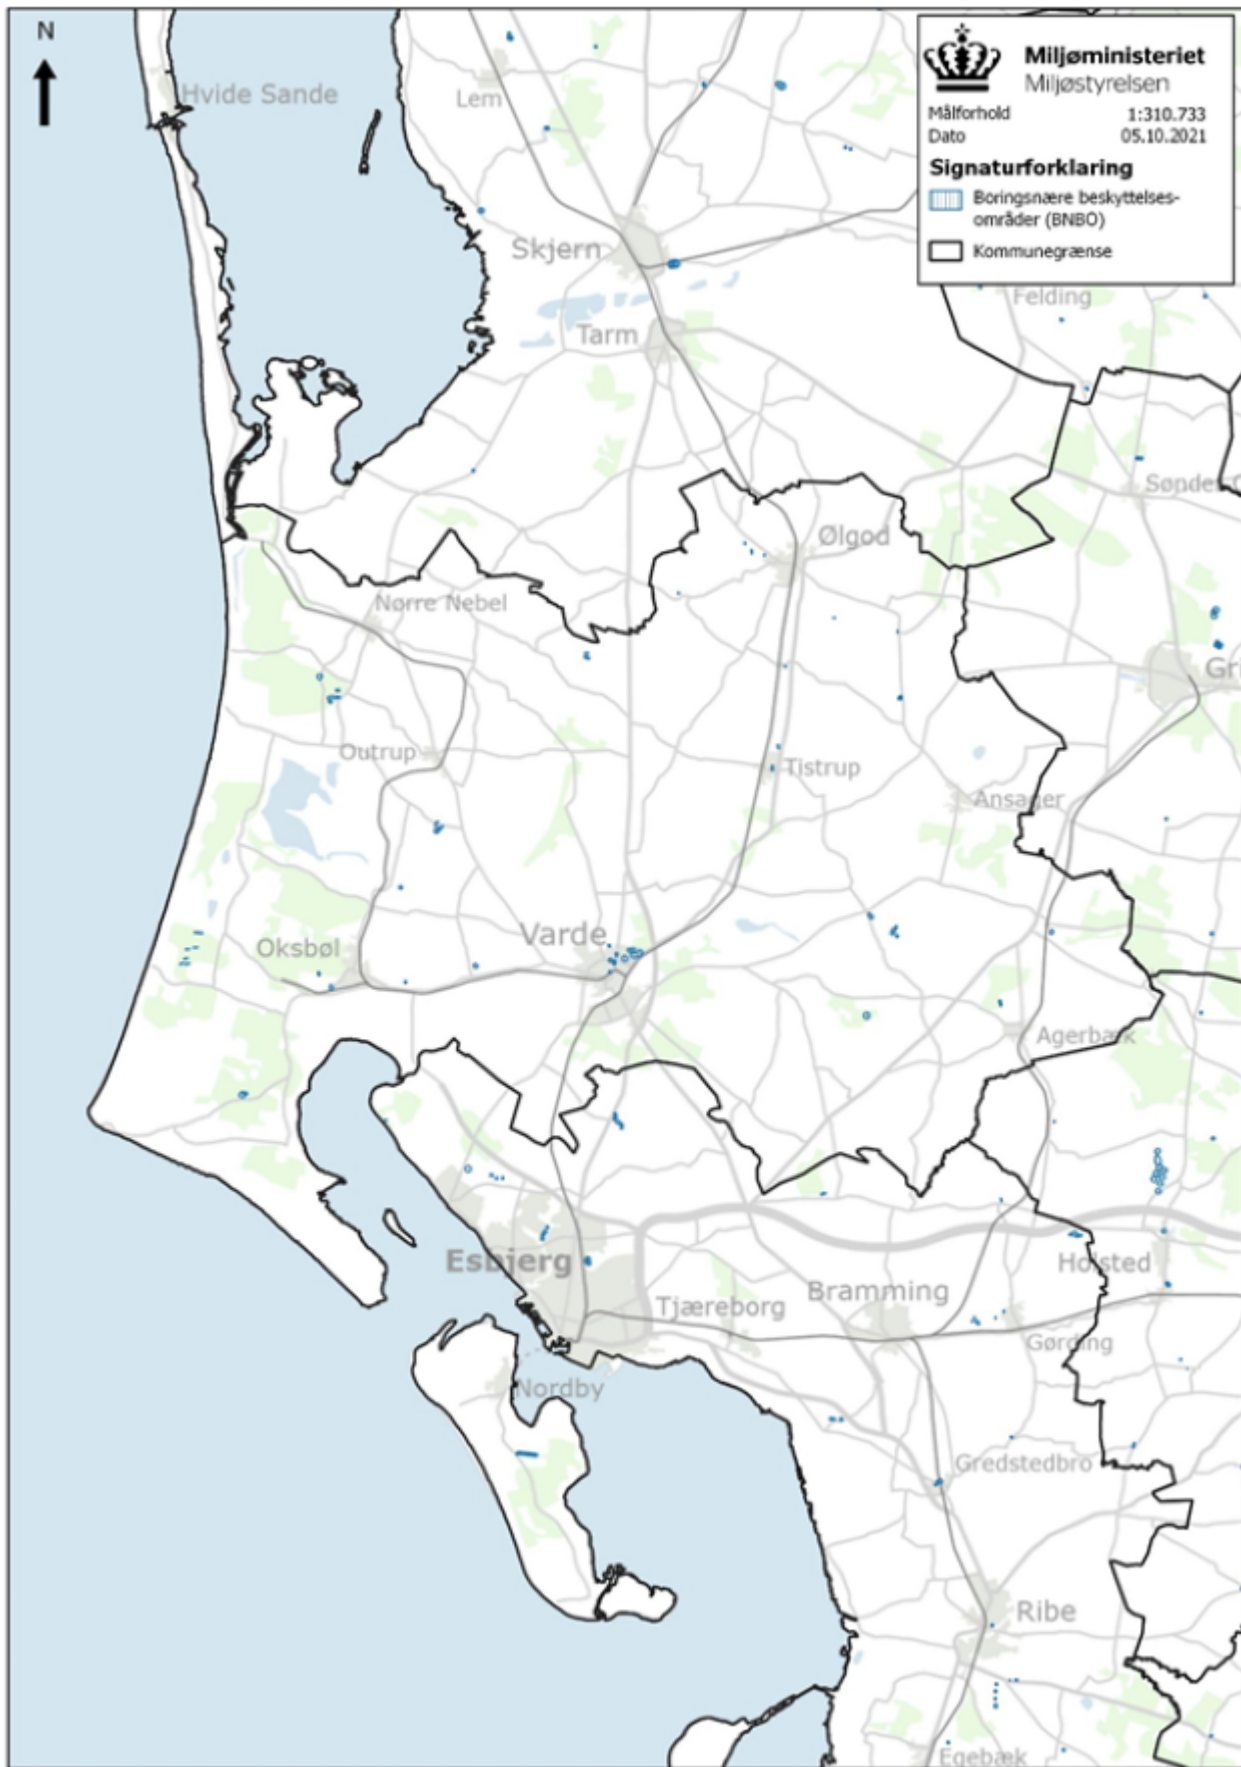 N
Miljøministeriet
Miljøstyrelsen
Målforhold 1:310.733
Dato 05.10.2021
Signaturforklaring
Boringsnære beskyttelses-
områder (BNBO)
Kommunegrænse
Hvide Sande
Lem
Skjern
Felding
Tarm
Sønder O
Ølgod
Nørre Nebel
Gri
Outrup
Tistrup
Ansager
Varde
Oksbøl
Agerbæk
Esbjerg
Holsted
Bramming
Tjæreborg
Gørding
Nordby
Gredstedbro
Ribe
Egebæk